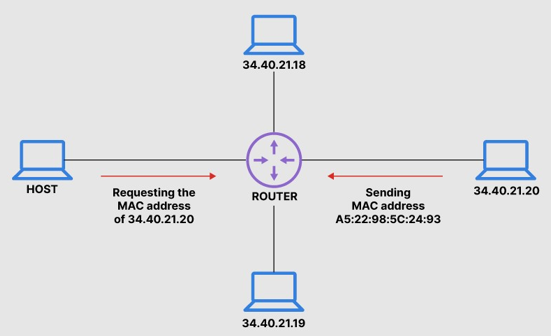 34.40.21.18
HOST
Requesting the
MAC address
of 34.40.21.20
ROUTER
Sending
MAC address
A5:22:98:5C:24:93
34.40.21.20
34.40.21.19